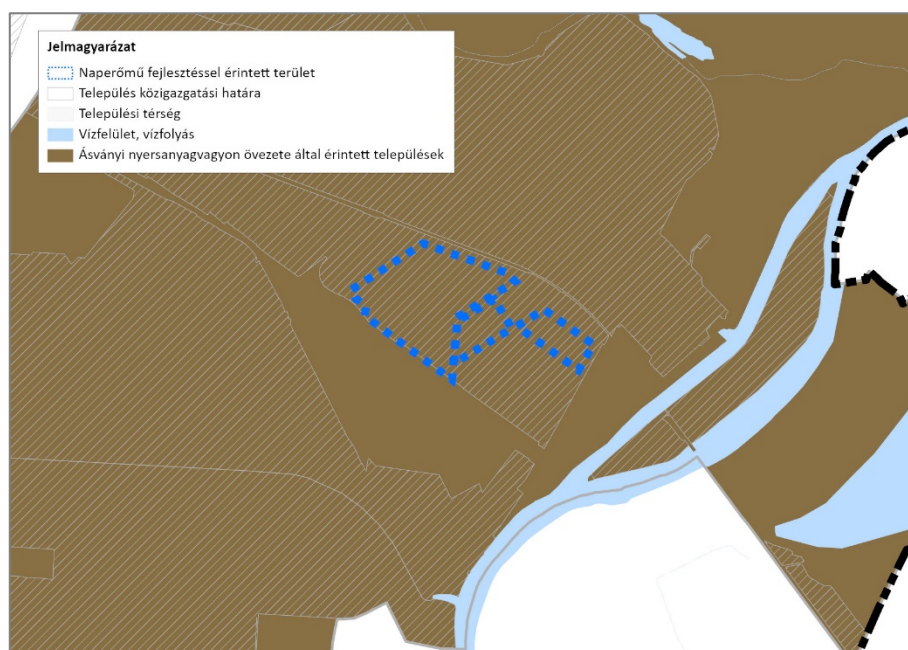 Jelmagyarázat
Naperőmű fejlesztéssel érintett terület
Település közigazgatási határa
Települési térség
Vízfelület, vízfolyás
Ásványi nyersanyagvagyon övezete által érintett települések